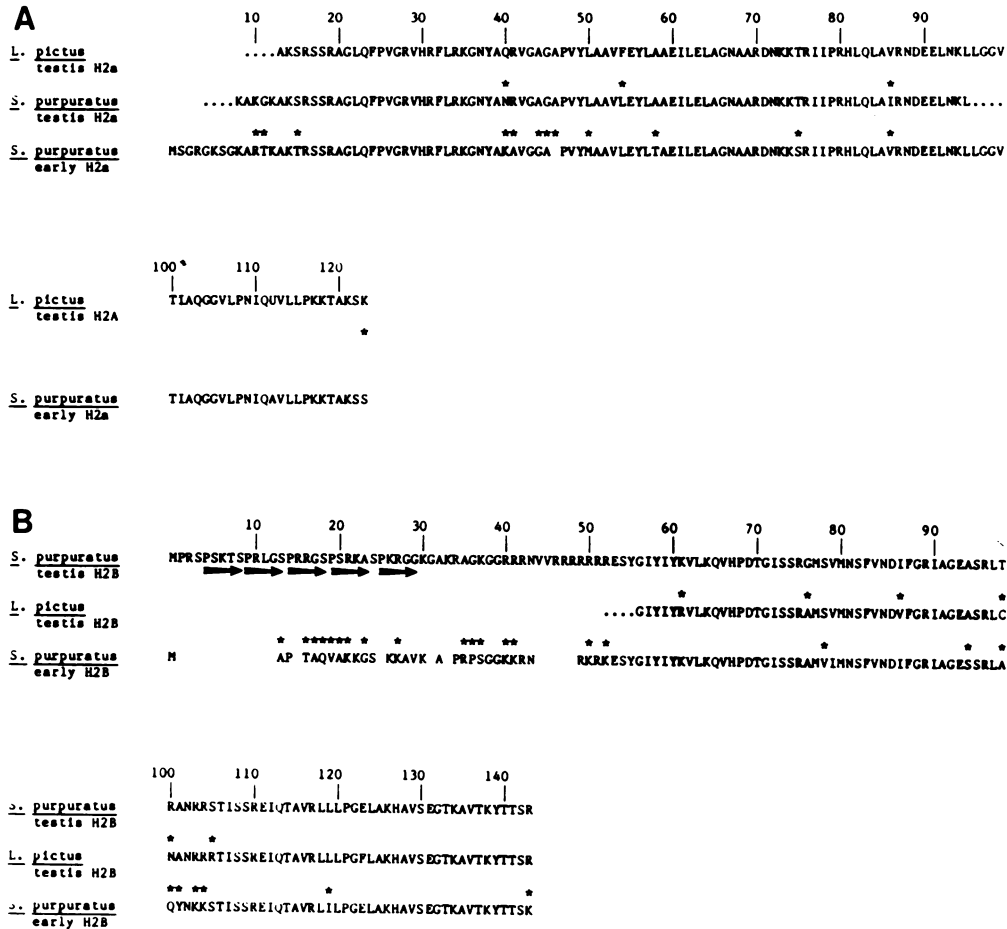 A
10 20 30 40 50 60 70 80 90
L. pictus ....AKSRSSRAGLQFPVGRVHRFLRKGNYAQRVGAGAPVYLAAVFEYLAAEILELAGNAARDNKKTRIIPRHLQLAVRNDEELNKLLGGV
testis H2a
* * *
S. purpuratus ....KAKGKAKSRSSRAGLQFPVGRVHRFLRKGNYANRVGAGAPVYLAAVLEYLAAEILELAGNAARDNKKTRIIPRHLQLAIRNDEELNKL....
testis H2a
** * ** *** * * * *
S. purpuratus MSGRGKSGKARTKAKTRSSRAGLQFPVGRVHRFLRKGNYAKAVGGA PVYMAAVLEYLTAEILELAGNAARDNKKSRIIPRHLQLAVRNDEELNKLLGGV
early H2a
100 110 120
L. pictus TIAQGGVLPNIQUVLLPKKTAKSK
testis H2A
*
S. purpuratus TIAQGGVLPNIQAVLLPKKTAKSS
early H2a
B
10 20 30 40 50 60 70 80 90
S. purpuratus MPRSPSKTSPRLGSPRRGSPSRKASPKRGGKGAKRAGKGGRRRNVVRRRRRRRESYGIYIYKVLKQVHPDTGISSRGMSVMNSFVNDIFGRIAGEASRLT
testis H2B
* * * *
L. pictus ....GIYIYRVLKQVHPDTGISSRAMSVMNSFVNDVFGRIAGEASRLC
testis H2B
* ****** * * *** ** * * * * *
S. purpuratus M AP TAQVAKKGS KKAVK A PRPSGGKKRN RKRKESYGIYIYKVLKQVHPDTGISSRAMVIMNSFVNDIFGRIAGESSRLA
early H2B
100 110 120 130 140
S. purpuratus RANRRSTISSREIQTAVRLLLPGELAKHAVSEGTKAVTKYTTSR
testis H2B
* *
L. pictus NANRRRTISSREIQTAVRLLLPGFLAKHAVSEGTKAVTKYTTSR
testis H2B
** ** * *
S. purpuratus QYNKKSTISSREIQTAVRLILPGELAKHAVSEGTKAVTKYTTSK
early H2B